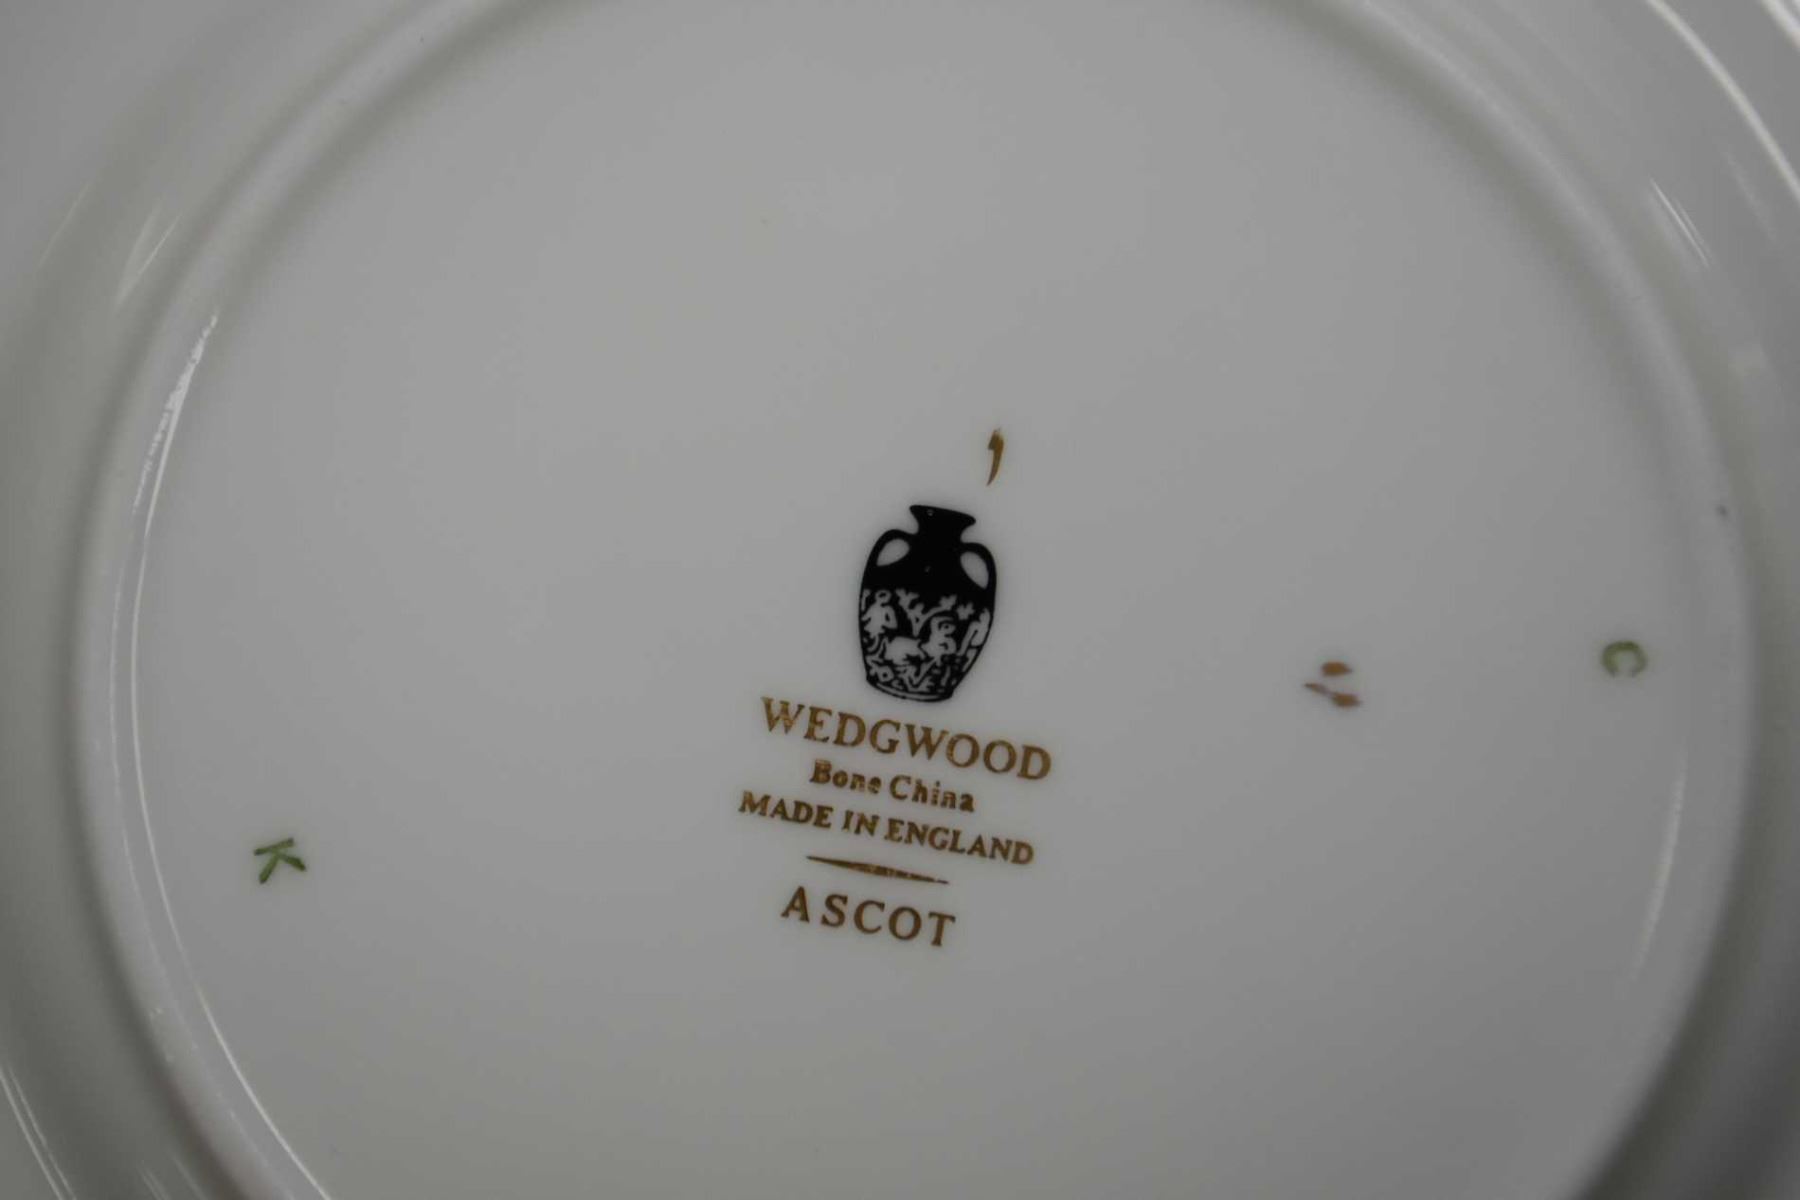 WEDGWOOD
Bone China
MADE IN ENGLAND
ASCOT
K
C